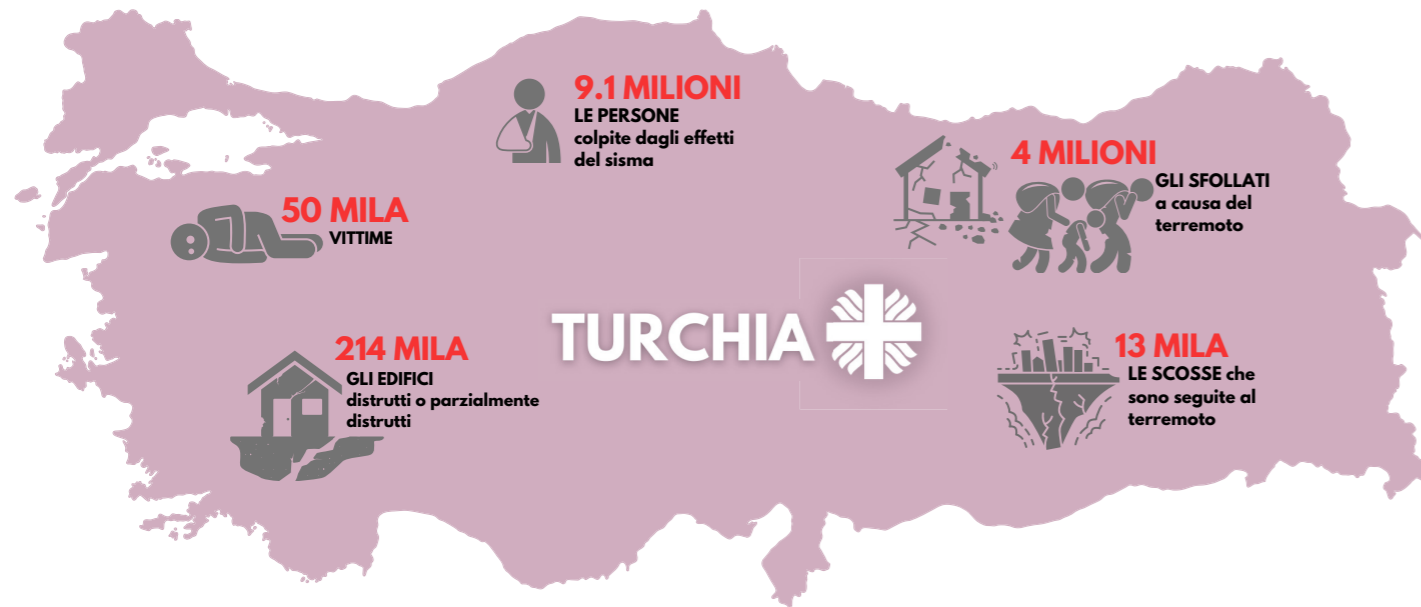 9.1 MILIONI
LE PERSONE
colpite dagli effetti
del sisma
4 MILIONI
GLI SFOLLATI
a causa del
terremoto
50 MILA
VITTIME
TURCHIA
214 MILA
GLI EDIFICI
distrutti o parzialmente
distrutti
13 MILA
LE SCOSSE che
sono seguite al
terremoto